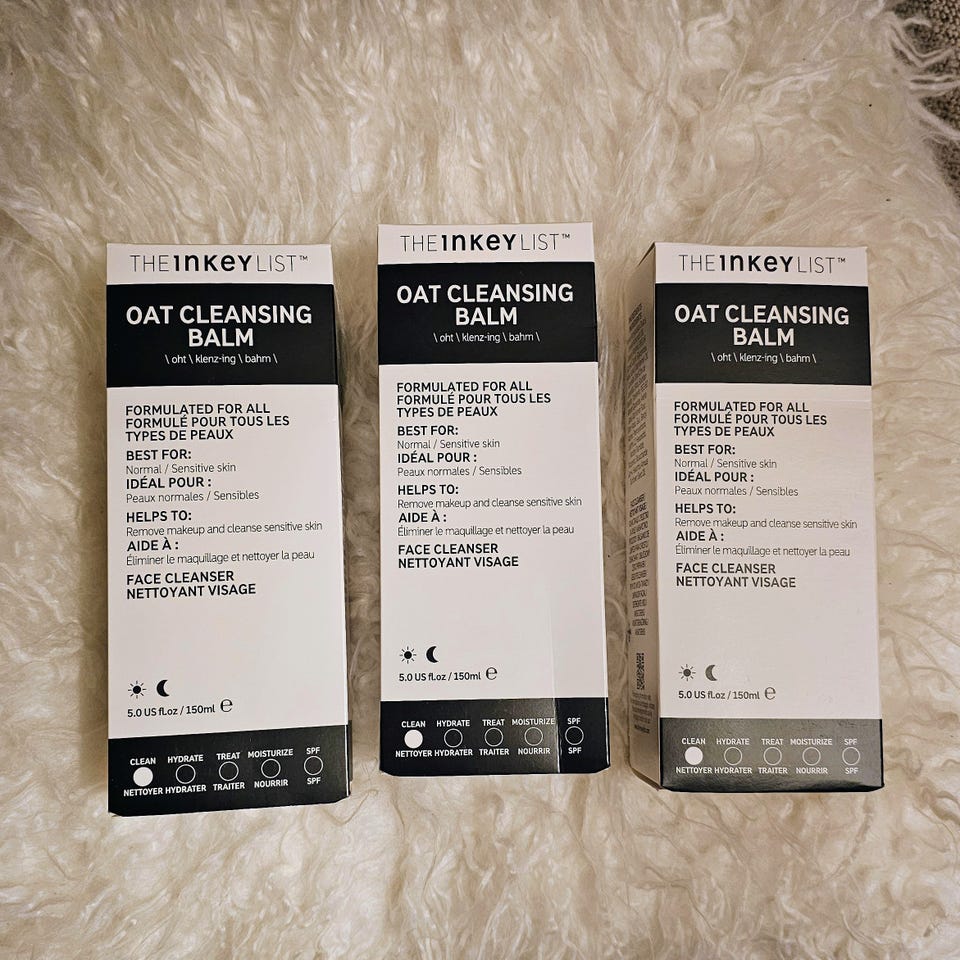 THE INKEY LIST™
OAT CLEANSING
BALM
\ oht \ klenz-ing \ bahm \
FORMULATED FOR ALL
FORMULÉ POUR TOUS LES
TYPES DE PEAUX
BEST FOR:
Normal / Sensitive skin
IDÉAL POUR :
Peaux normales / Sensibles
HELPS TO:
Remove makeup and cleanse sensitive skin
AIDE À :
Éliminer le maquillage et nettoyer la peau
FACE CLEANSER
NETTOYANT VISAGE
5.0 US fl.oz / 150ml ℮
CLEAN HYDRATE TREAT MOISTURIZE SPF
NETTOYER HYDRATER TRAITER NOURRIR SPF
THE INKEY LIST™
OAT CLEANSING
BALM
\ oht \ klenz-ing \ bahm \
FORMULATED FOR ALL
FORMULÉ POUR TOUS LES
TYPES DE PEAUX
BEST FOR:
Normal / Sensitive skin
IDÉAL POUR :
Peaux normales / Sensibles
HELPS TO:
Remove makeup and cleanse sensitive skin
AIDE À :
Éliminer le maquillage et nettoyer la peau
FACE CLEANSER
NETTOYANT VISAGE
5.0 US fl.oz / 150ml ℮
CLEAN HYDRATE TREAT MOISTURIZE SPF
NETTOYER HYDRATER TRAITER NOURRIR SPF
THE INKEY LIST™
OAT CLEANSING
BALM
\ oht \ klenz-ing \ bahm \
FORMULATED FOR ALL
FORMULÉ POUR TOUS LES
TYPES DE PEAUX
BEST FOR:
Normal / Sensitive skin
IDÉAL POUR :
Peaux normales / Sensibles
HELPS TO:
Remove makeup and cleanse sensitive skin
AIDE À :
Éliminer le maquillage et nettoyer la peau
FACE CLEANSER
NETTOYANT VISAGE
5.0 US fl.oz / 150ml ℮
CLEAN HYDRATE TREAT MOISTURIZE SPF
NETTOYER HYDRATER TRAITER NOURRIR SPF